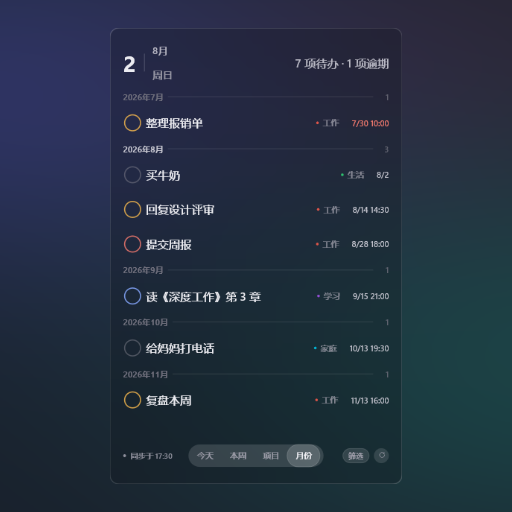 2
8月
周日
7 项待办 · 1 项逾期
2026年7月 1
整理报销单 工作 7/30 10:00
2026年8月 3
买牛奶 生活 8/2
回复设计评审 工作 8/14 14:30
提交周报 工作 8/28 18:00
2026年9月 1
读《深度工作》第 3 章 学习 9/15 21:00
2026年10月 1
给妈妈打电话 家庭 10/13 19:30
2026年11月 1
复盘本周 工作 11/13 16:00
同步于 17:30 今天 本周 项目 月份 筛选